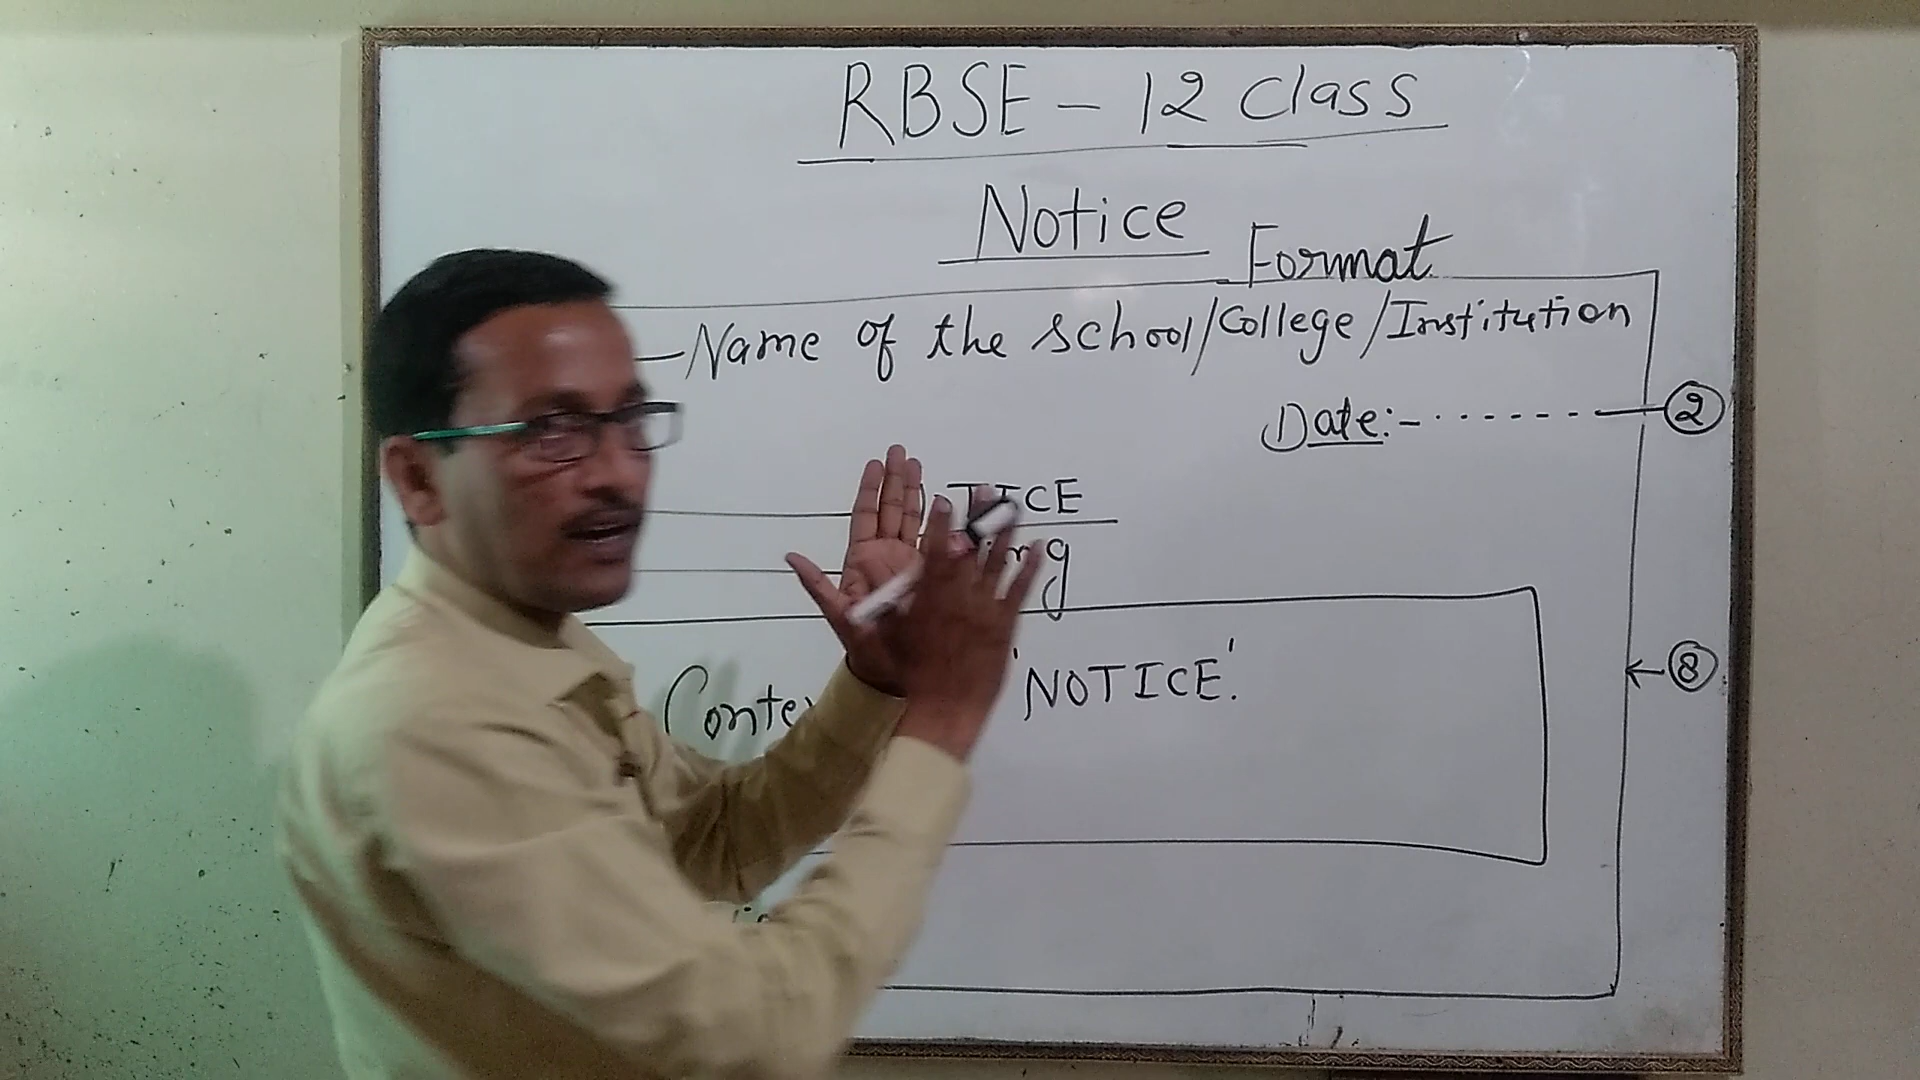 RBSE - 12 Class
Notice
Format
Name of the school/College/Institution
Date:- ....... ②
NOTICE
'NOTICE'.
⑧